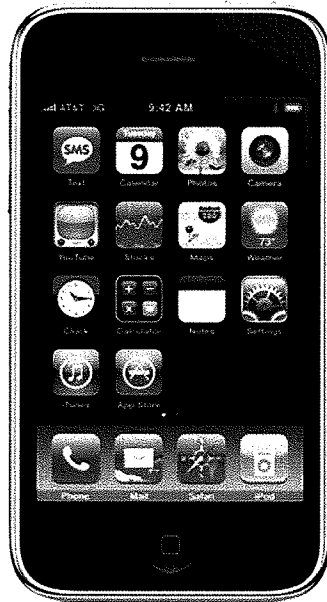 AT&T 3G 9:42 AM
SMS 9
Text Calendar Photos Camera
73°
YouTube Stocks Maps Weather
Clock Calculator Notes Settings
iTunes App Store
Phone Mail Safari iPod